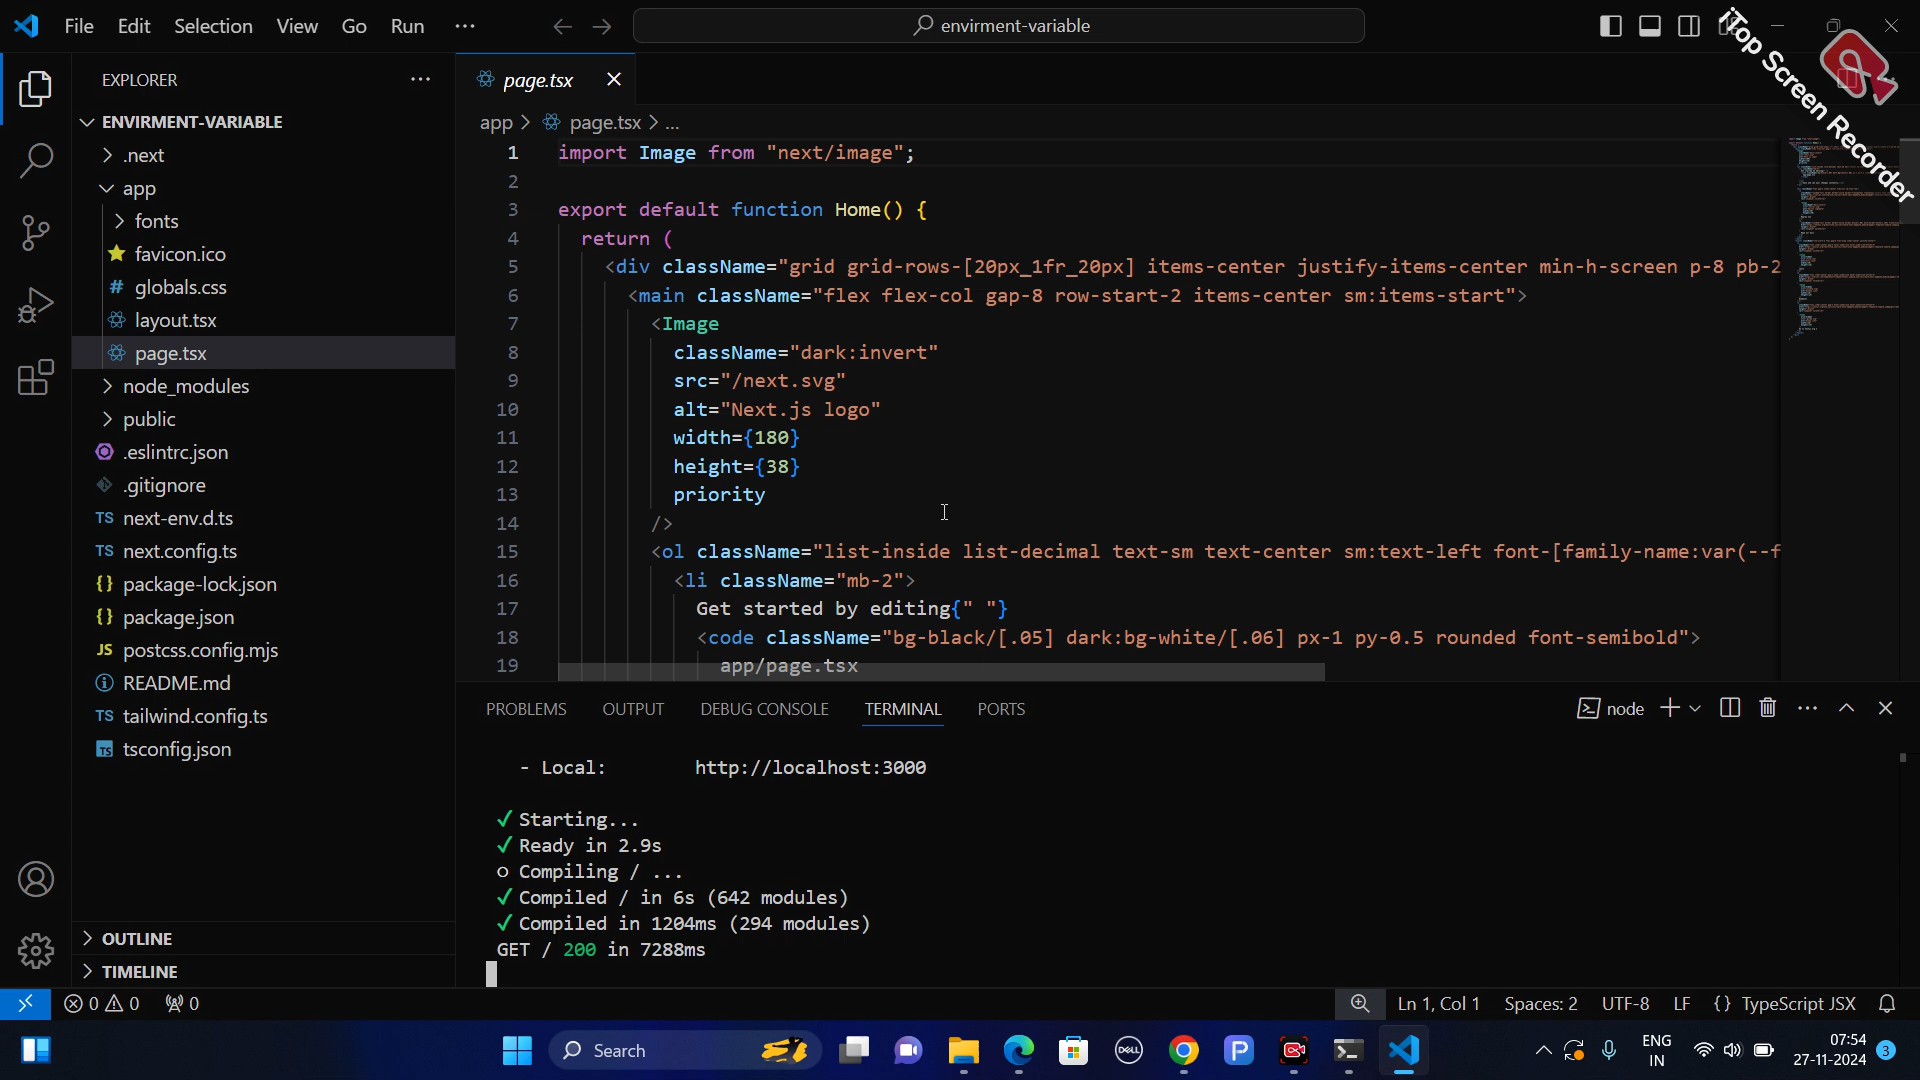 File Edit Selection View Go Run ···
envirment-variable
iTop Screen Recorder
EXPLORER
ENVIRMENT-VARIABLE
.next
app
fonts
favicon.ico
# globals.css
layout.tsx
page.tsx
node_modules
public
.eslintrc.json
.gitignore
TS next-env.d.ts
TS next.config.ts
{} package-lock.json
{} package.json
JS postcss.config.mjs
README.md
TS tailwind.config.ts
TS tsconfig.json
OUTLINE
TIMELINE
page.tsx
app > page.tsx > ...
1 import Image from "next/image";
2
3 export default function Home() {
4 return (
5 <div className="grid grid-rows-[20px_1fr_20px] items-center justify-items-center min-h-screen p-8 pb-2
6 <main className="flex flex-col gap-8 row-start-2 items-center sm:items-start">
7 <Image
8 className="dark:invert"
9 src="/next.svg"
10 alt="Next.js logo"
11 width={180}
12 height={38}
13 priority
14 />
15 <ol className="list-inside list-decimal text-sm text-center sm:text-left font-[family-name:var(--f
16 <li className="mb-2">
17 Get started by editing{" "}
18 <code className="bg-black/[.05] dark:bg-white/[.06] px-1 py-0.5 rounded font-semibold">
19 app/page.tsx
PROBLEMS OUTPUT DEBUG CONSOLE TERMINAL PORTS
node
- Local: http://localhost:3000
✓ Starting...
✓ Ready in 2.9s
○ Compiling / ...
✓ Compiled / in 6s (642 modules)
✓ Compiled in 1204ms (294 modules)
GET / 200 in 7288ms
0 0 0
Ln 1, Col 1 Spaces: 2 UTF-8 LF {} TypeScript JSX
Search
DELL
P
ENG
IN
07:54
27-11-2024
3